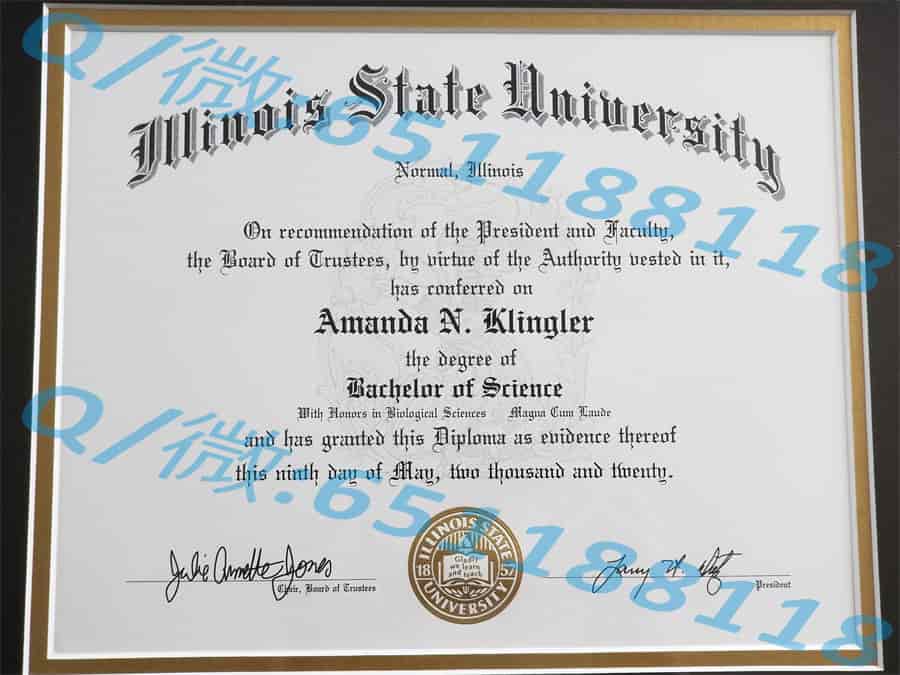 Illinois State University
Normal, Illinois
On recommendation of the President and Faculty,
the Board of Trustees, by virtue of the Authority vested in it,
has conferred on
Amanda N. Klingler
the degree of
Bachelor of Science
With Honors in Biological Sciences Magna Cum Laude
and has granted this Diploma as evidence thereof
this ninth day of May, two thousand and twenty.
Julie Annette Jones
Chair, Board of Trustees
ILLINOIS STATE UNIVERSITY
18 57
Gladly
we learn
and teach
President
Q/微:651188118
Q/微:651188118